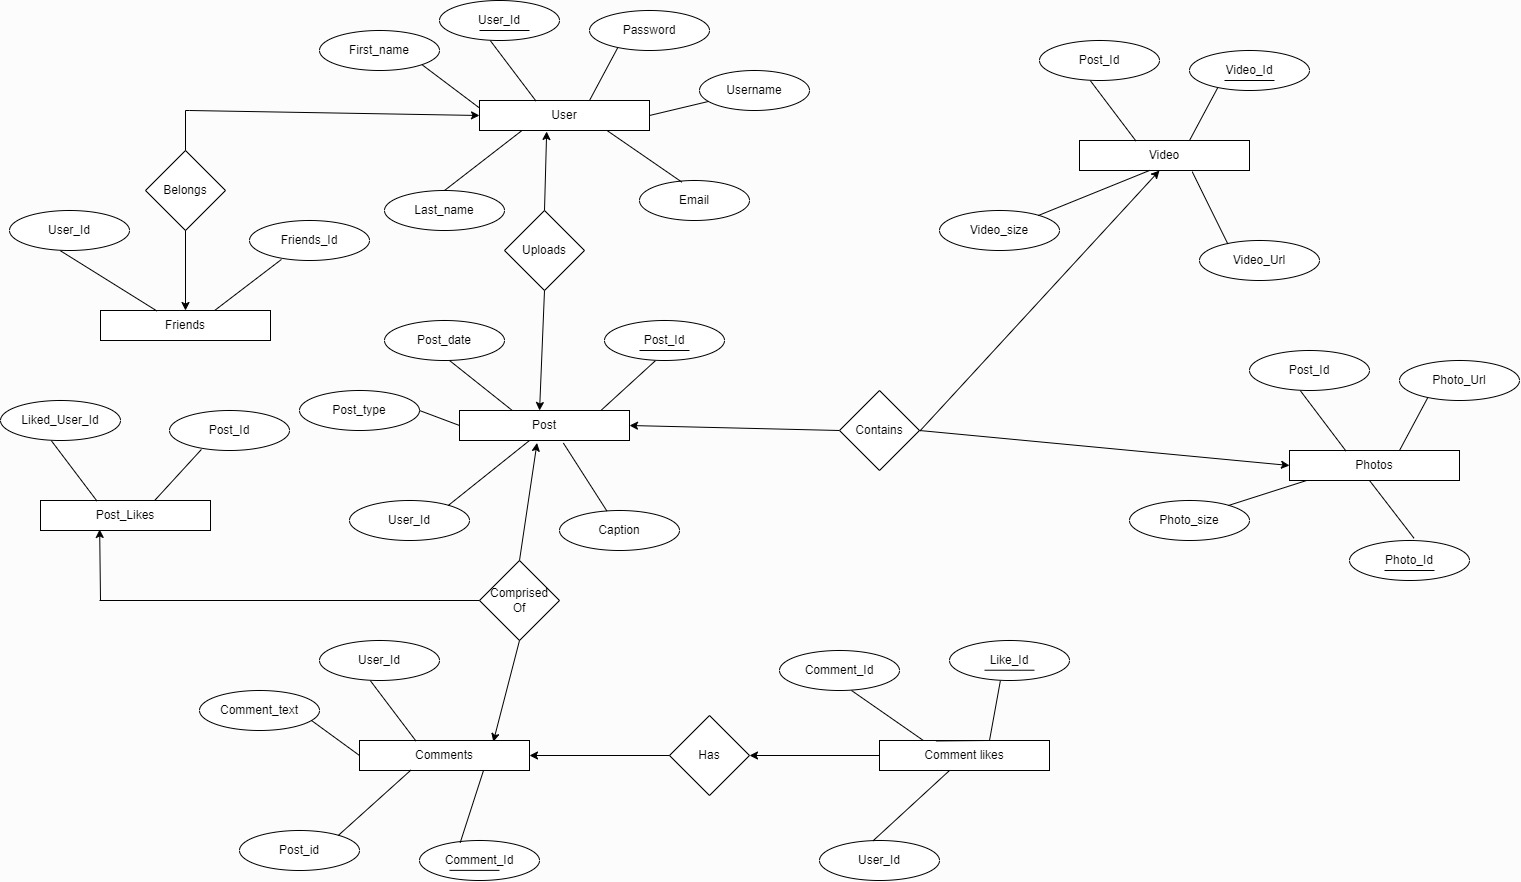 User_Id
Password
First_name
Username
User
Last_name
Email
Belongs
Uploads
User_Id
Friends_Id
Friends
Post_Id
Video_Id
Video
Video_size
Video_Url
Post_date
Post_Id
Post_type
Post
User_Id
Caption
Contains
Post_Id
Photo_Url
Photos
Photo_size
Photo_Id
Liked_User_Id
Post_Id
Post_Likes
Comprised
Of
User_Id
Comment_text
Comments
Post_id
Comment_Id
Has
Comment_Id
Like_Id
Comment likes
User_Id